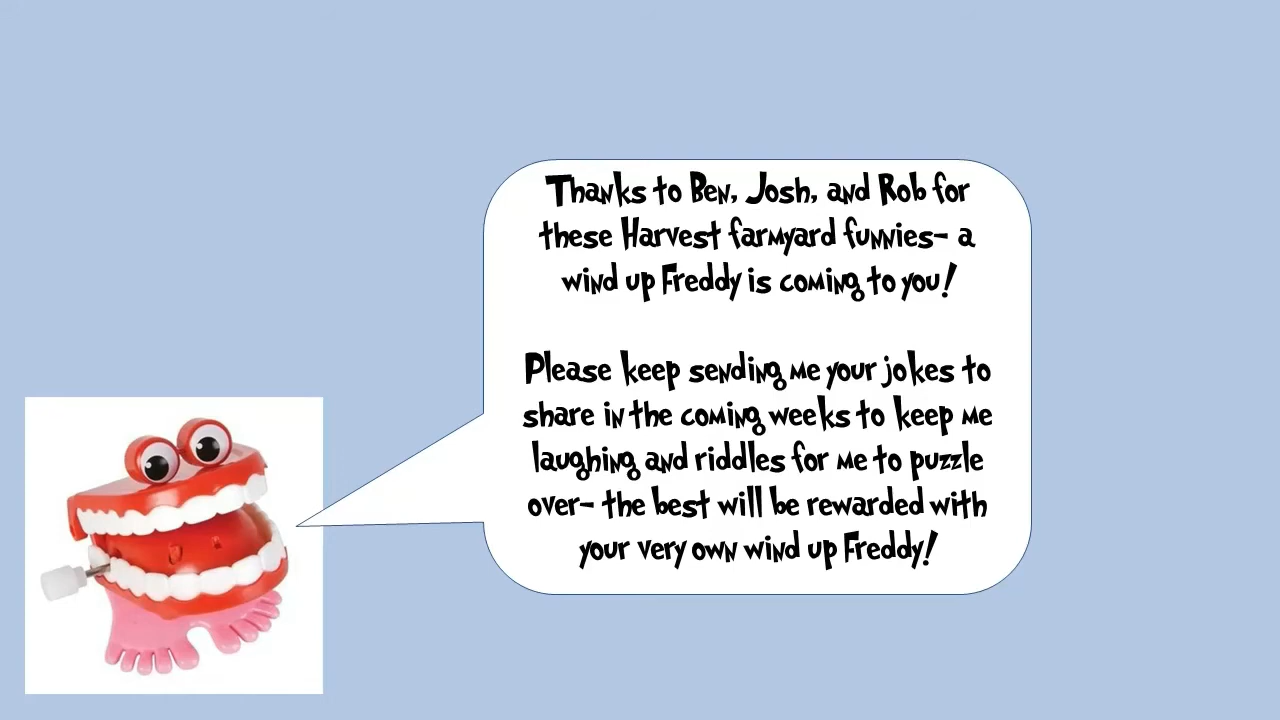 Thanks to Ben, Josh, and Rob for
these Harvest farmyard funnies- a
wind up Freddy is coming to you!
Please keep sending me your jokes to
share in the coming weeks to keep me
laughing and riddles for me to puzzle
over- the best will be rewarded with
your very own wind up Freddy!